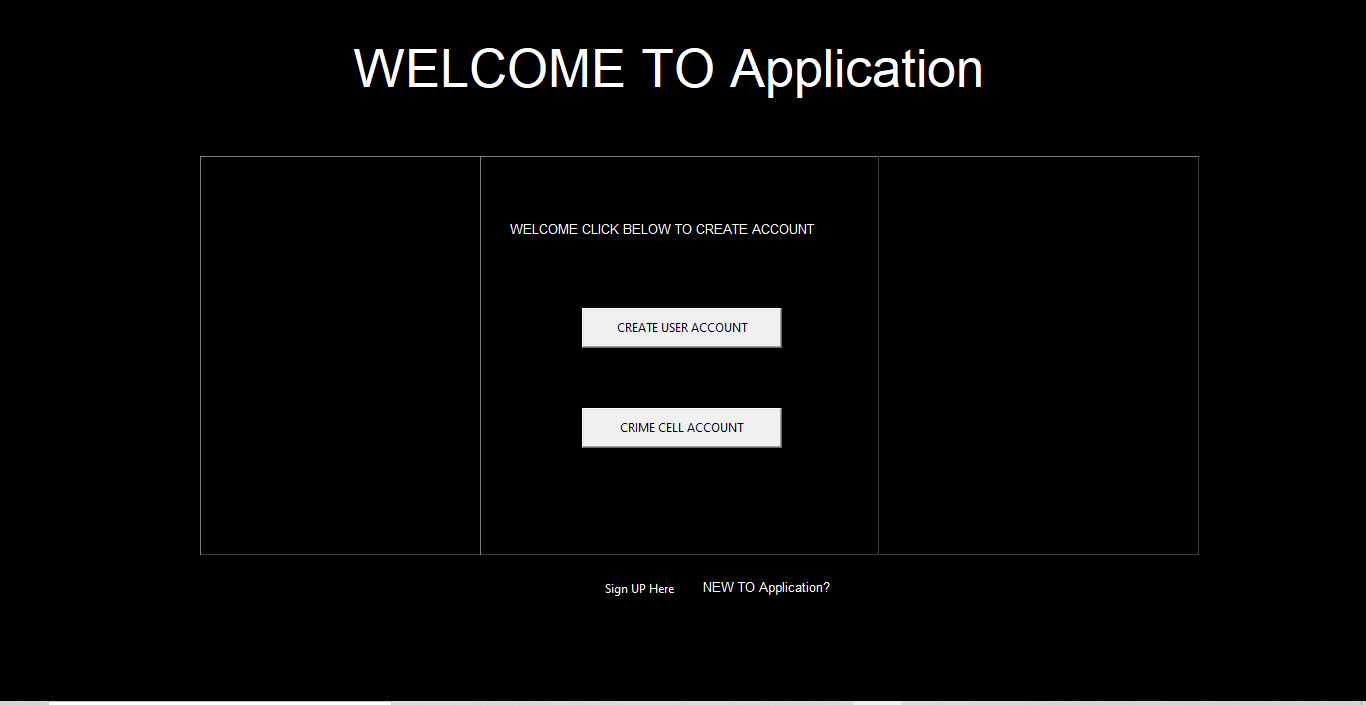 WELCOME TO Application
WELCOME CLICK BELOW TO CREATE ACCOUNT
CREATE USER ACCOUNT
CRIME CELL ACCOUNT
Sign UP Here NEW TO Application?